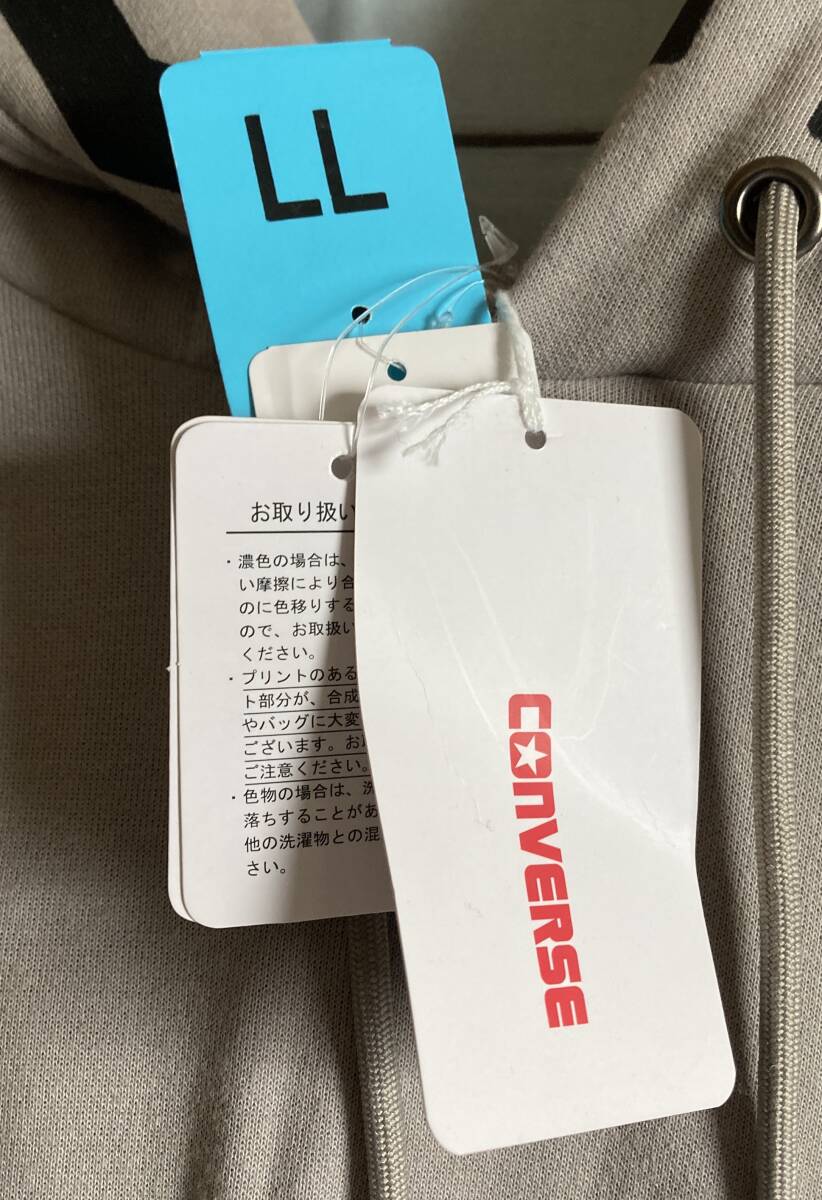 LL
お取り扱い
・濃色の場合は、
い摩擦により合
のに色移りする
ので、お取扱い
ください。
・プリントのある
ト部分が、合成
やバッグに大変
ございます。お
ご注意ください。
・色物の場合は、洗
落ちすることがあ
他の洗濯物との混
さい。
CONVERSE